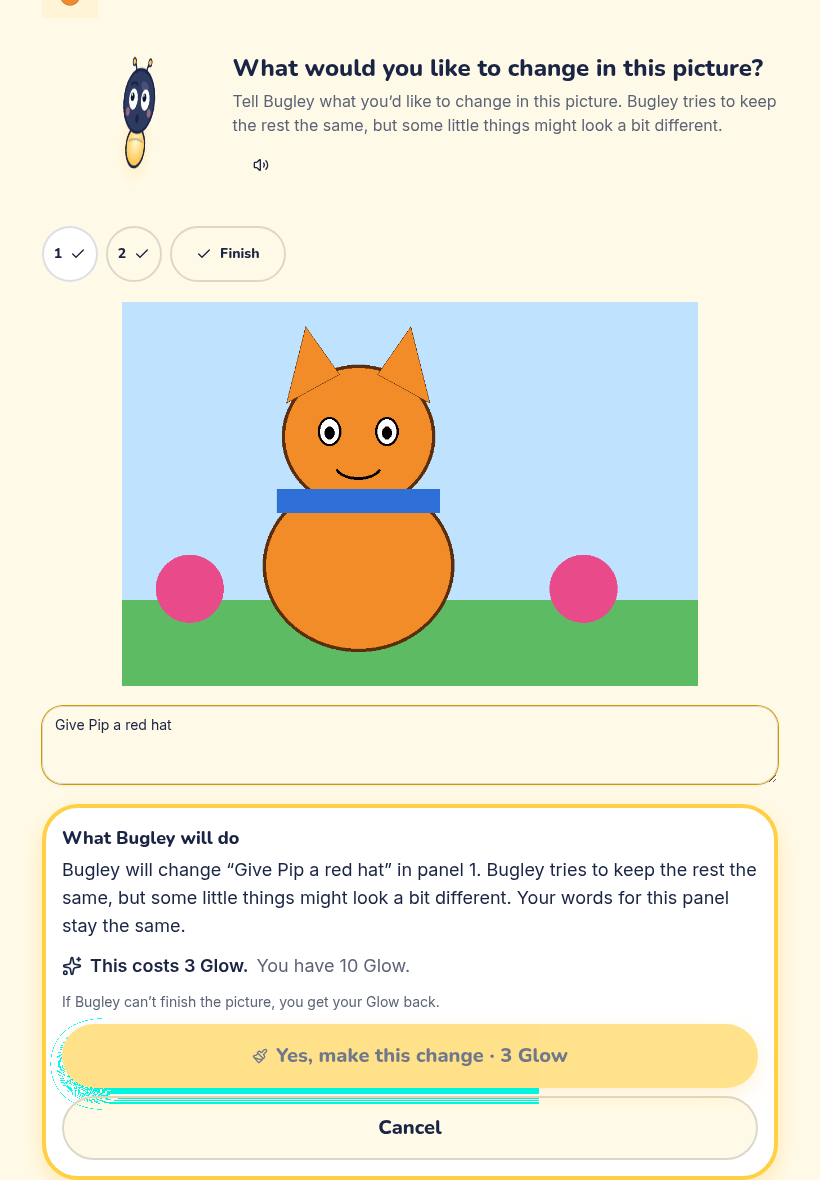 What would you like to change in this picture?
Tell Bugley what you’d like to change in this picture. Bugley tries to keep
the rest the same, but some little things might look a bit different.
1
2
Finish
Give Pip a red hat
What Bugley will do
Bugley will change “Give Pip a red hat” in panel 1. Bugley tries to keep the rest the
same, but some little things might look a bit different. Your words for this panel
stay the same.
This costs 3 Glow. You have 10 Glow.
If Bugley can’t finish the picture, you get your Glow back.
Yes, make this change · 3 Glow
Cancel